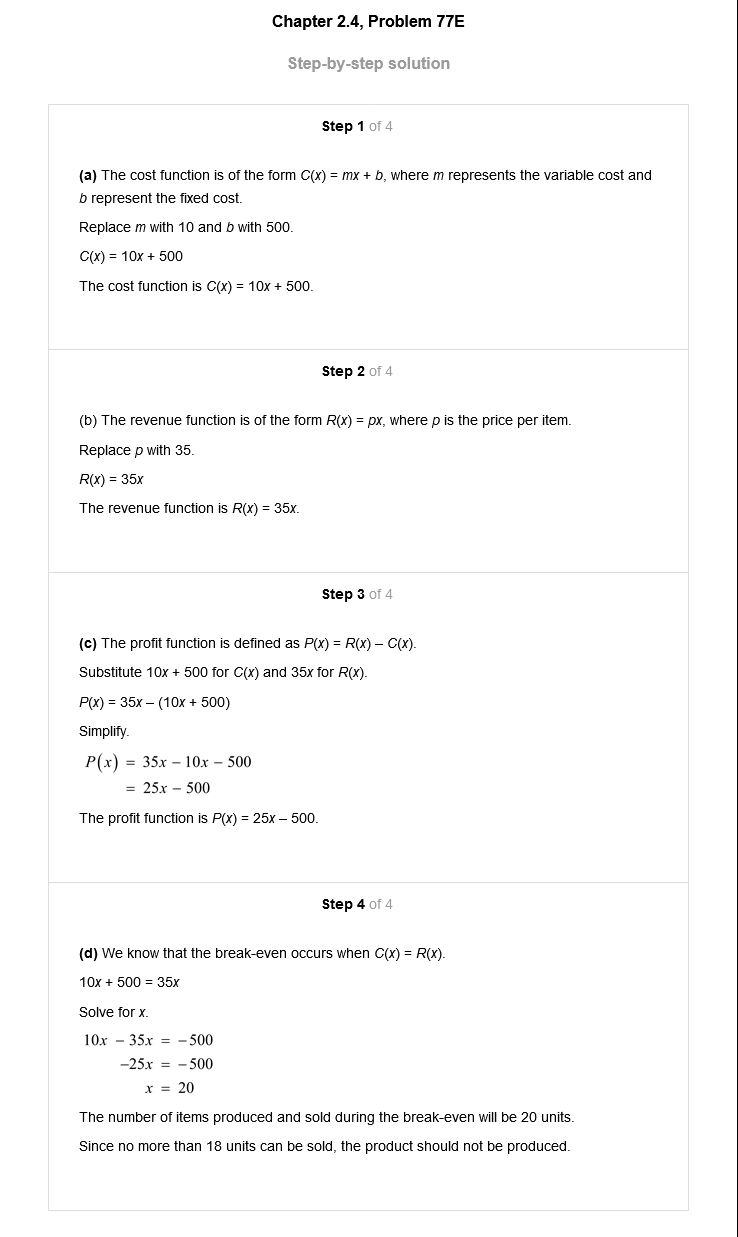 Chapter 2.4, Problem 77E
Step-by-step solution
Step 1 of 4
(a) The cost function is of the form C(x) = mx + b, where m represents the variable cost and
b represent the fixed cost.
Replace m with 10 and b with 500.
C(x) = 10x + 500
The cost function is C(x) = 10x + 500.
Step 2 of 4
(b) The revenue function is of the form R(x) = px, where p is the price per item.
Replace p with 35.
R(x) = 35x
The revenue function is R(x) = 35x.
Step 3 of 4
(c) The profit function is defined as P(x) = R(x) – C(x).
Substitute 10x + 500 for C(x) and 35x for R(x).
P(x) = 35x – (10x + 500)
Simplify.
P(x) = 35x − 10x − 500
= 25x − 500
The profit function is P(x) = 25x – 500.
Step 4 of 4
(d) We know that the break-even occurs when C(x) = R(x).
10x + 500 = 35x
Solve for x.
10x − 35x = −500
−25x = −500
x = 20
The number of items produced and sold during the break-even will be 20 units.
Since no more than 18 units can be sold, the product should not be produced.